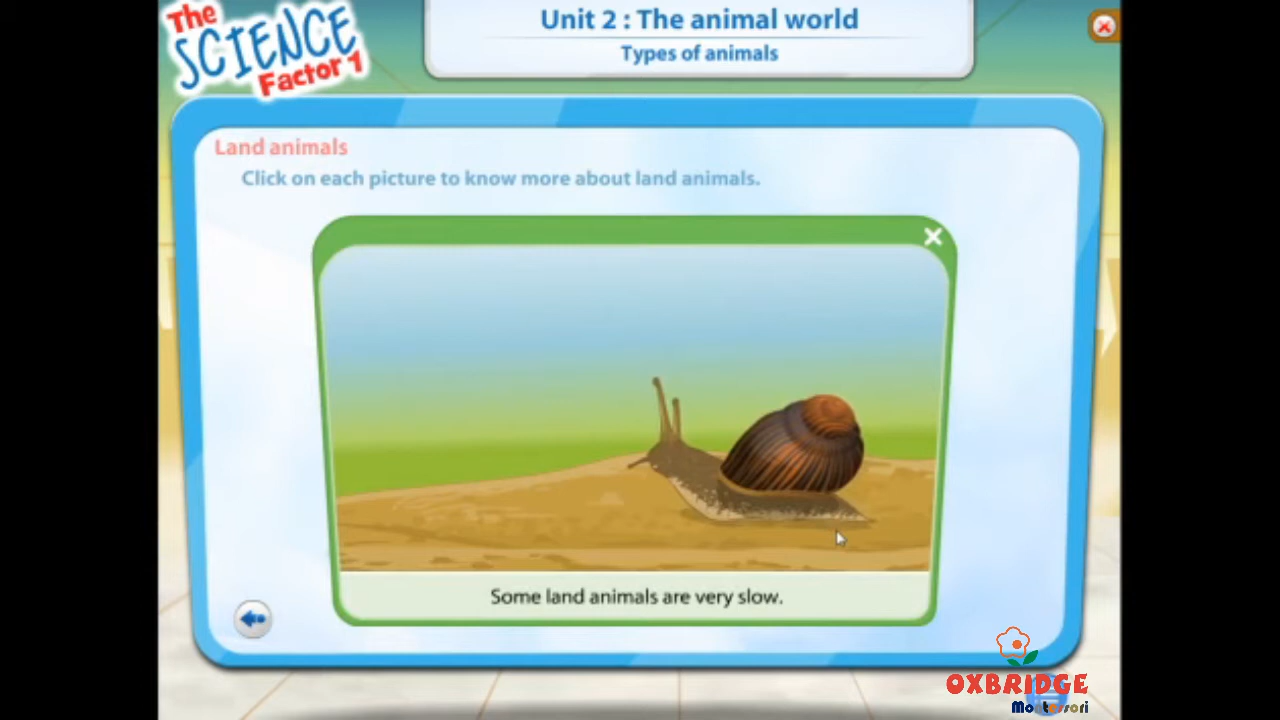 The
SCIENCE
Factor 1
Unit 2 : The animal world
Types of animals
Land animals
Click on each picture to know more about land animals.
Some land animals are very slow.
OXBRIDGE
Montessori